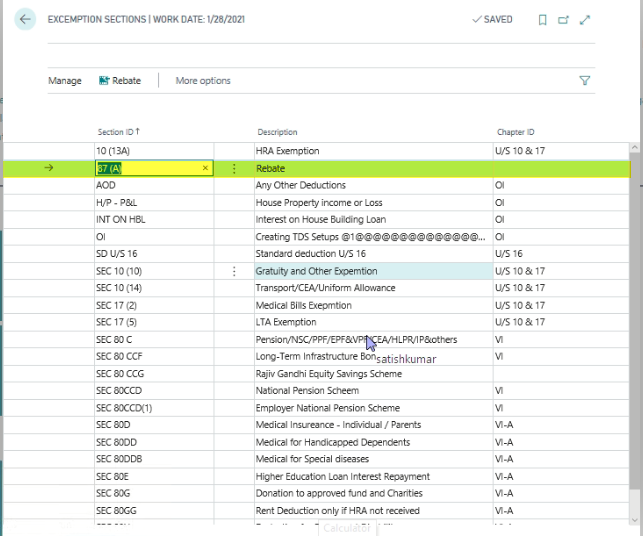 EXCEMPTION SECTIONS | WORK DATE: 1/28/2021
SAVED
Manage Rebate More options
Section ID ↑ Description Chapter ID
10 (13A) HRA Exemption U/S 10 & 17
87 (A) × Rebate
AOD Any Other Deductions OI
H/P - P&L House Property income or Loss OI
INT ON HBL Interest on House Building Loan OI
OI Creating TDS Setups @1@@@@@@@@@@@@@@... OI
SD U/S 16 Standard deduction U/S 16 U/S 16
SEC 10 (10) Gratuity and Other Expemtion U/S 10 & 17
SEC 10 (14) Transport/CEA/Uniform Allowance U/S 10 & 17
SEC 17 (2) Medical Bills Exepmtion U/S 10 & 17
SEC 17 (5) LTA Exemption U/S 10 & 17
SEC 80 C Pension/NSC/PPF/EPF&VPF/CEA/HLPR/IP&others VI
SEC 80 CCF Long-Term Infrastructure Bon VI
satishkumar
SEC 80 CCG Rajiv Gandhi Equity Savings Scheme
SEC 80CCD National Pension Scheem VI
SEC 80CCD(1) Employer National Pension Scheme VI
SEC 80D Medical Insureance - Individual / Parents VI-A
SEC 80DD Medical for Handicapped Dependents VI-A
SEC 80DDB Medical for Special diseases VI-A
SEC 80E Higher Education Loan Interest Repayment VI-A
SEC 80G Donation to approved fund and Charities VI-A
SEC 80GG Rent Deduction only if HRA not received VI-A
Calculator